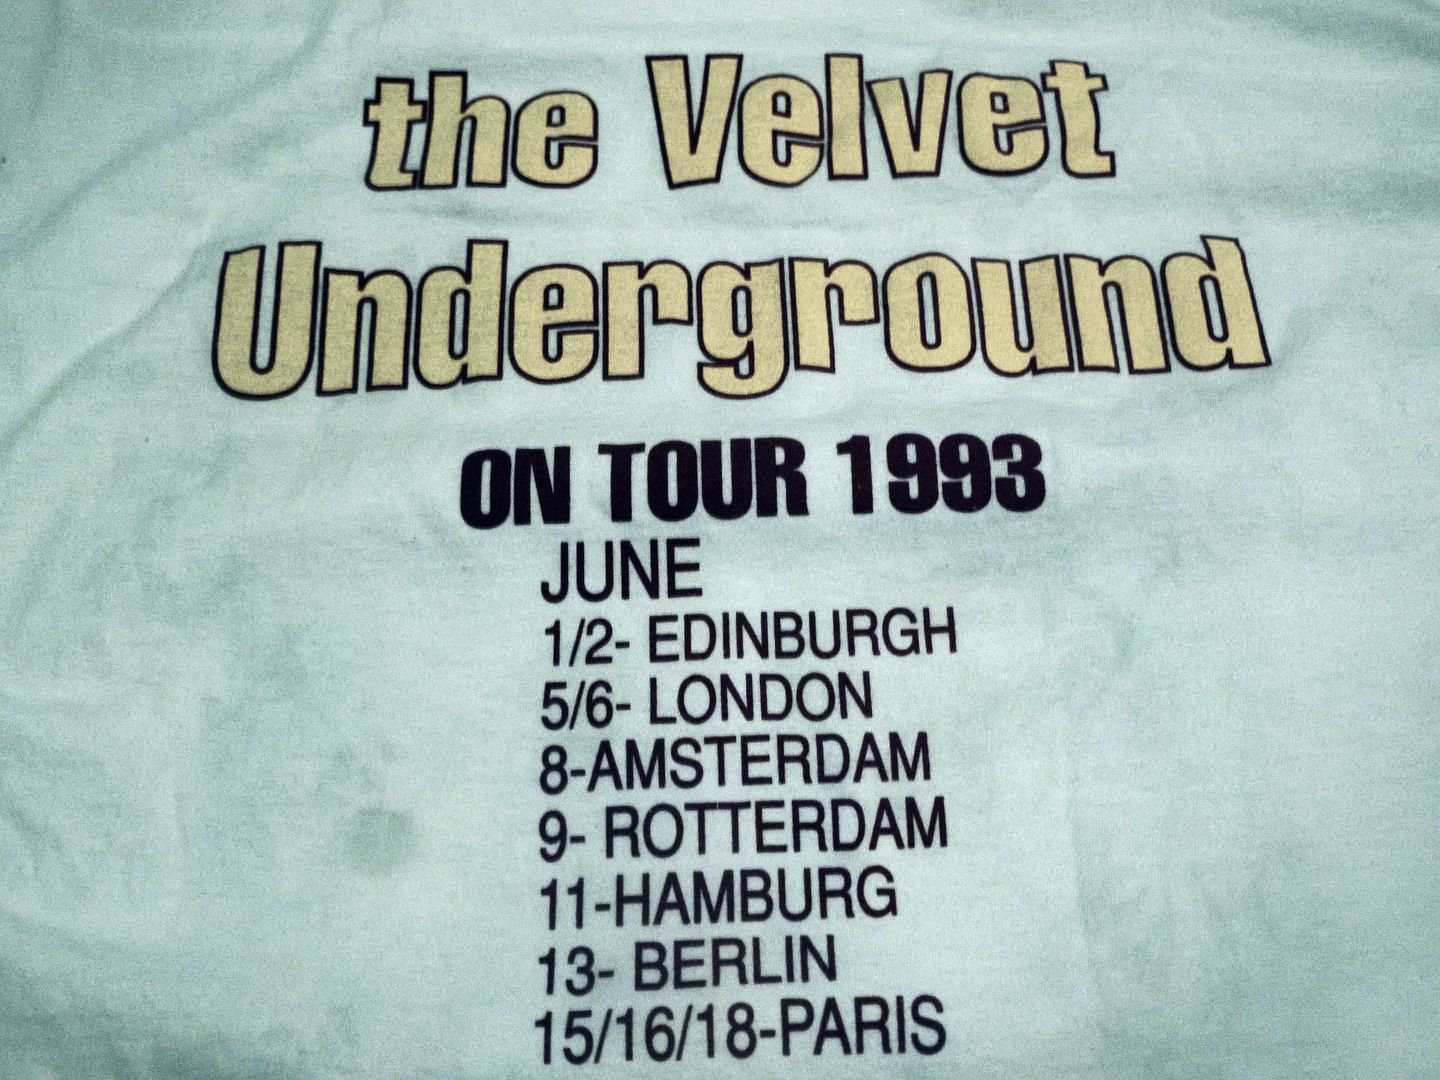 the Velvet
Underground
ON TOUR 1993
JUNE
1/2- EDINBURGH
5/6- LONDON
8-AMSTERDAM
9- ROTTERDAM
11-HAMBURG
13- BERLIN
15/16/18-PARIS